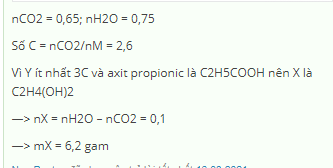 nCO2 = 0,65; nH2O = 0,75
Số C = nCO2/nM = 2,6
Vì Y ít nhất 3C và axit propionic là C2H5COOH nên X là
C2H4(OH)2
—> nX = nH2O – nCO2 = 0,1
—> mX = 6,2 gam